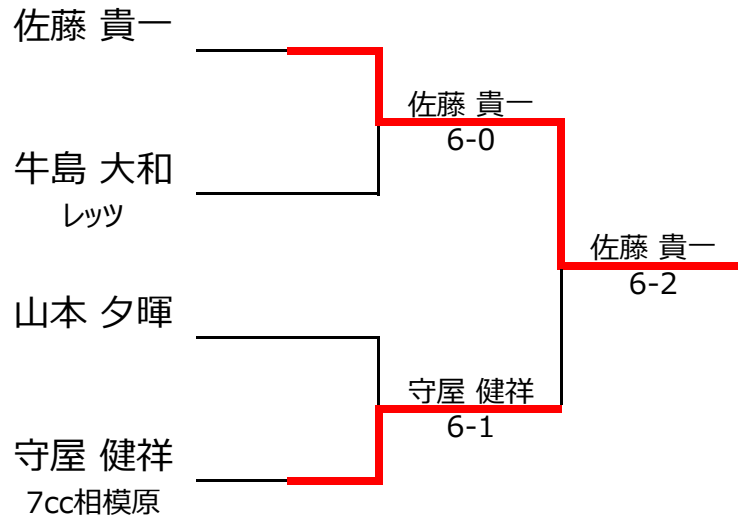 佐藤 貴一
牛島 大和
レッツ
山本 夕暉
守屋 健祥
7cc相模原
佐藤 貴一
6-0
守屋 健祥
6-1
佐藤 貴一
6-2